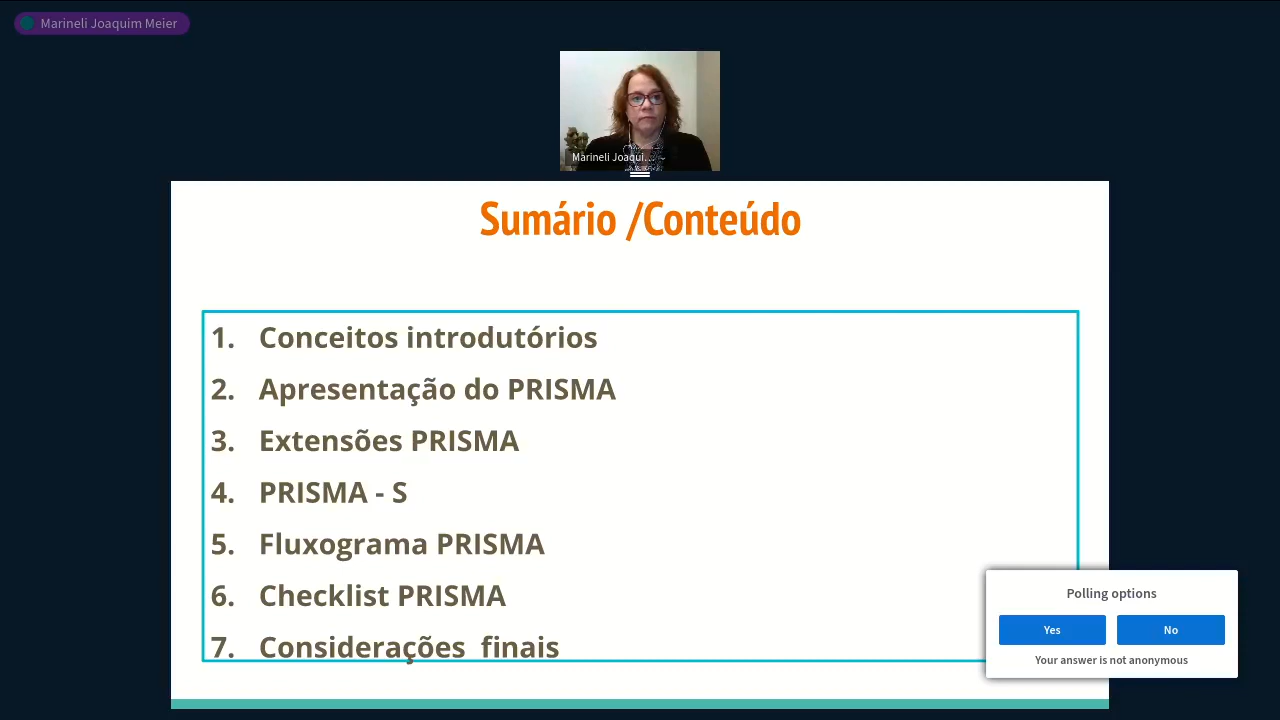 Marineli Joaquim Meier
Marineli Joaqui...
Sumário /Conteúdo
1. Conceitos introdutórios
2. Apresentação do PRISMA
3. Extensões PRISMA
4. PRISMA - S
5. Fluxograma PRISMA
6. Checklist PRISMA
7. Considerações finais
Polling options
Yes No
Your answer is not anonymous